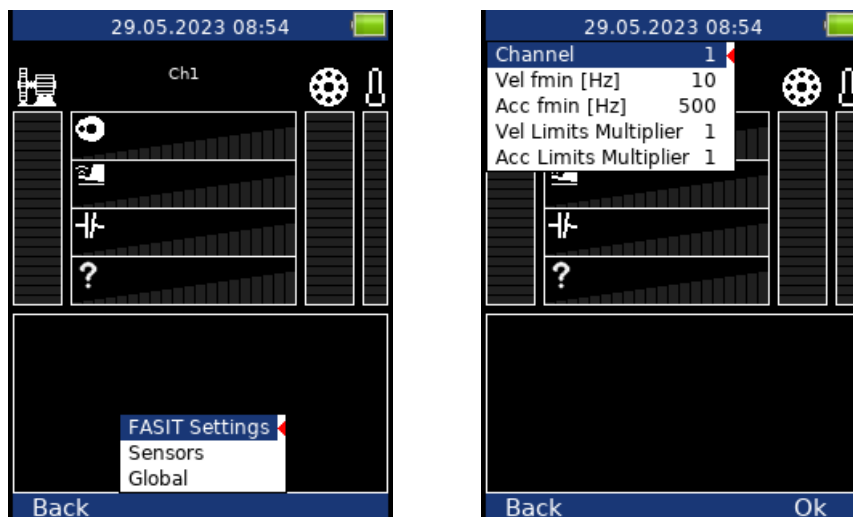 29.05.2023 08:54
Ch1
?
FASIT Settings
Sensors
Global
Back
29.05.2023 08:54
Channel 1
Vel fmin [Hz] 10
Acc fmin [Hz] 500
Vel Limits Multiplier 1
Acc Limits Multiplier 1
?
Back Ok